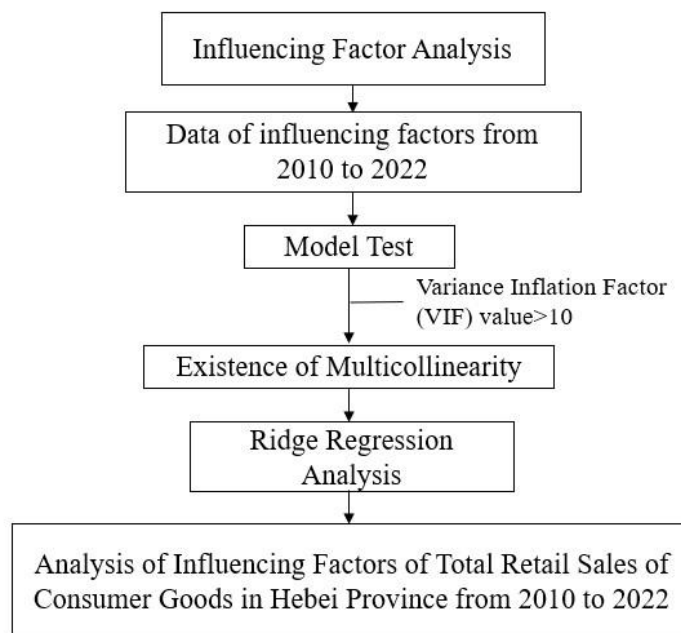 Influencing Factor Analysis
Data of influencing factors from
2010 to 2022
Model Test
Variance Inflation Factor
(VIF) value>10
Existence of Multicollinearity
Ridge Regression
Analysis
Analysis of Influencing Factors of Total Retail Sales of
Consumer Goods in Hebei Province from 2010 to 2022